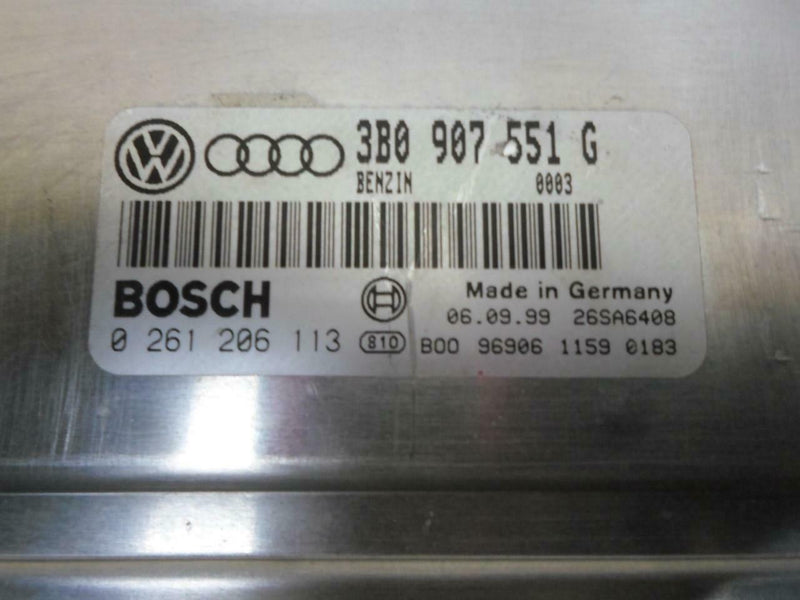 3B0 907 551 G
BENZIN 0003
BOSCH
Made in Germany
06.09.99 26SA6408
0 261 206 113 810 B00 96906 1159 0183